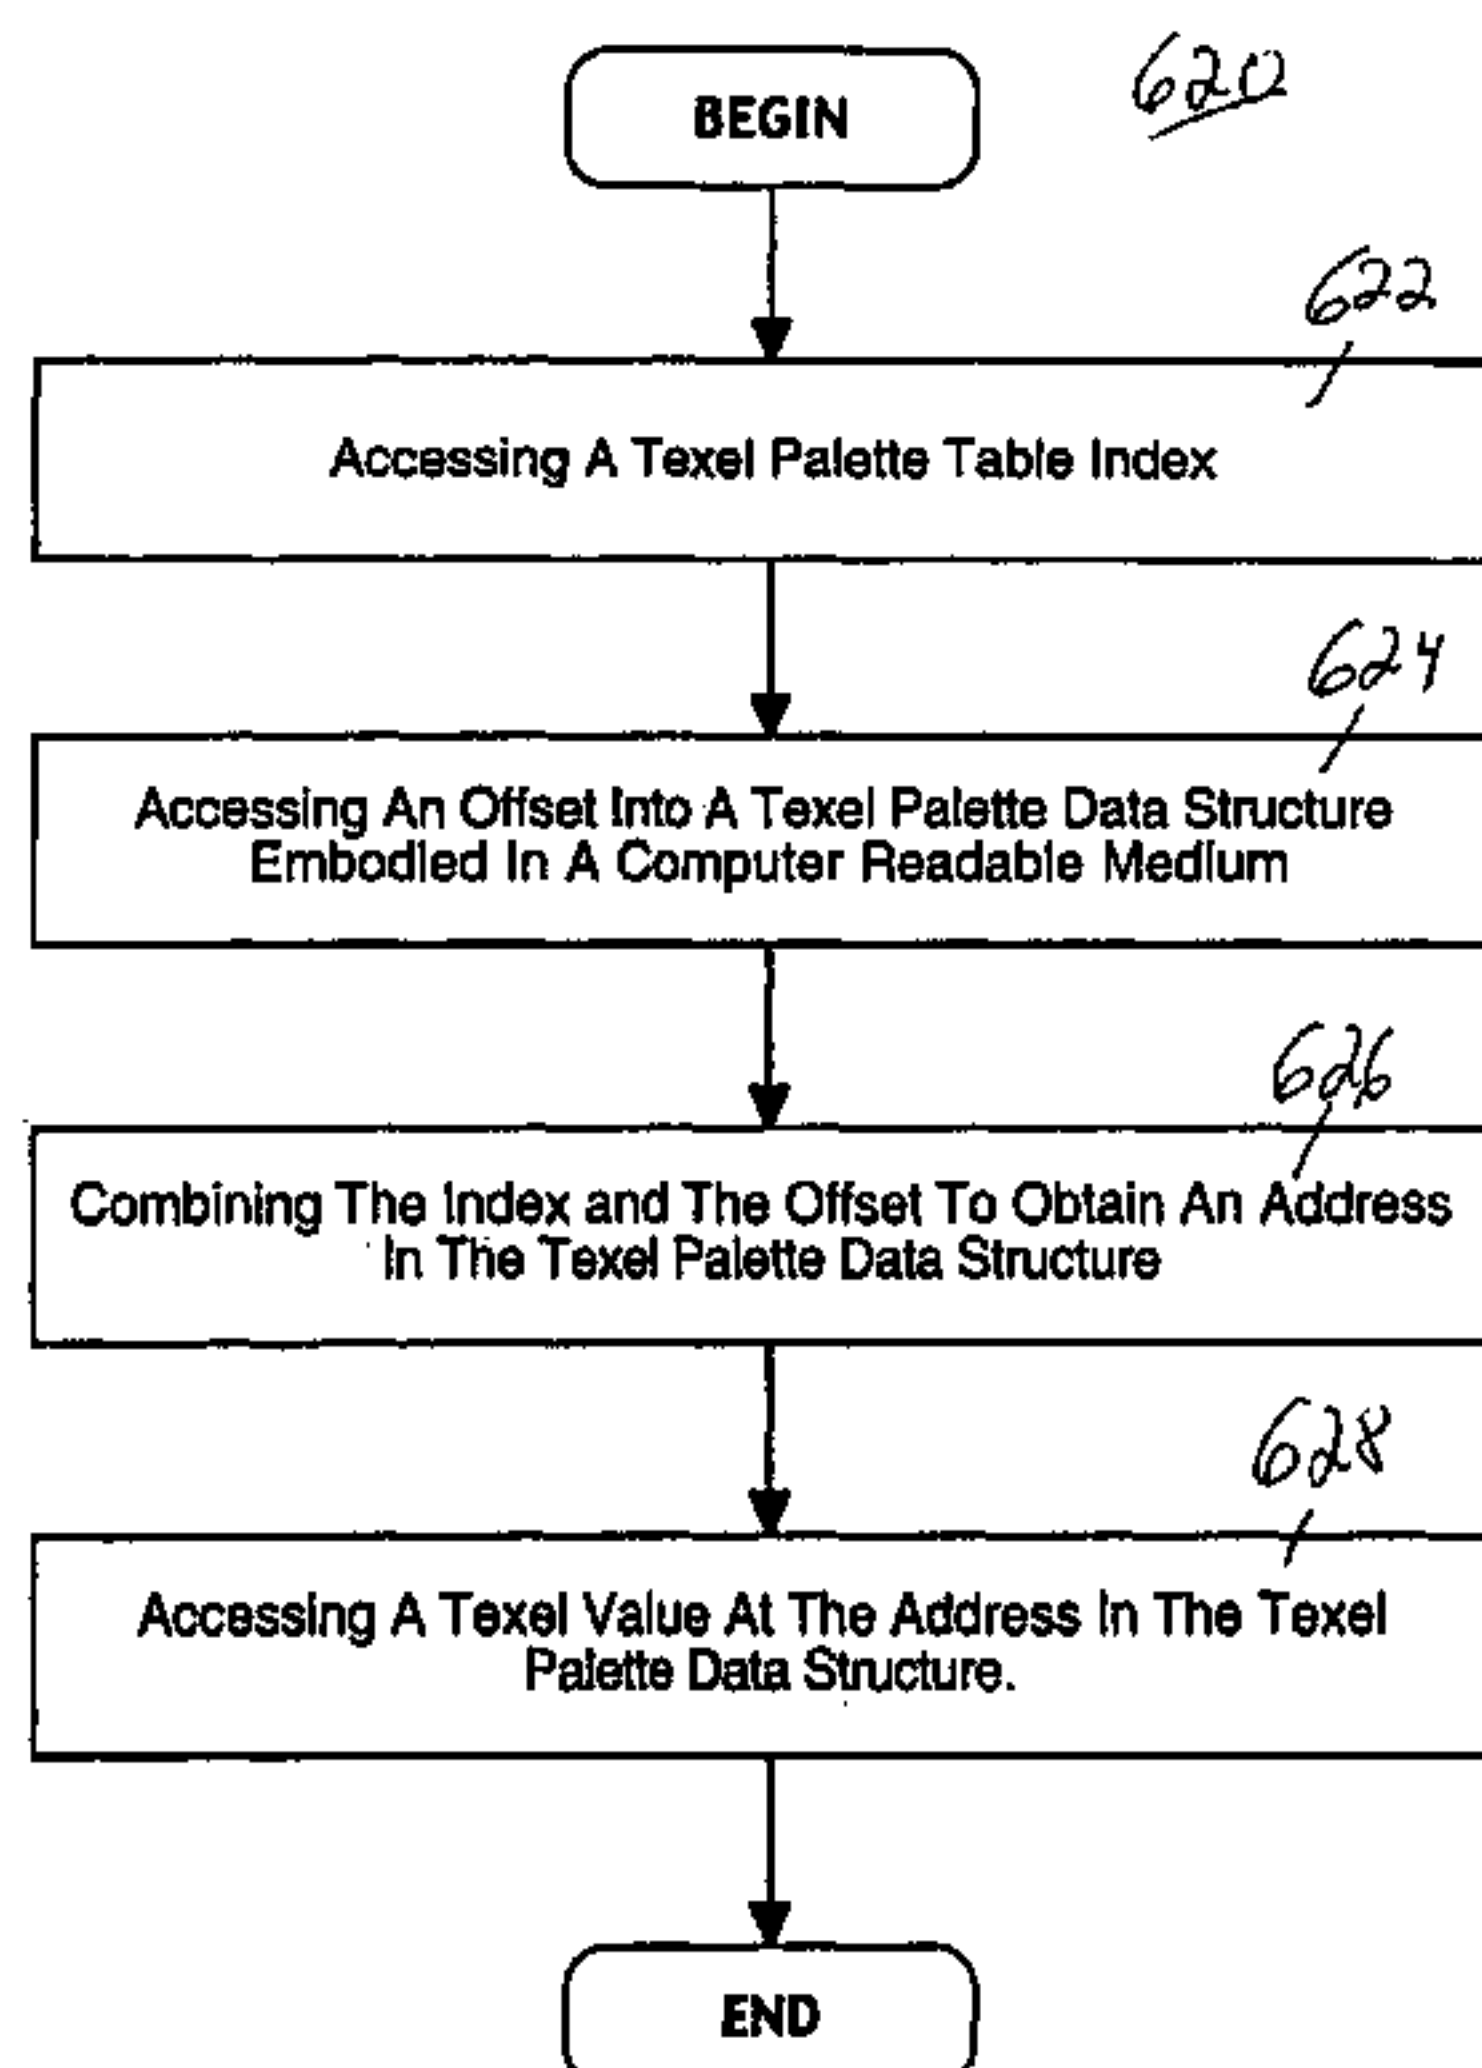 BEGIN
620
622
Accessing A Texel Palette Table Index
624
Accessing An Offset Into A Texel Palette Data Structure
Embodied In A Computer Readable Medium
626
Combining The Index and The Offset To Obtain An Address
In The Texel Palette Data Structure
628
Accessing A Texel Value At The Address In The Texel
Palette Data Structure.
END